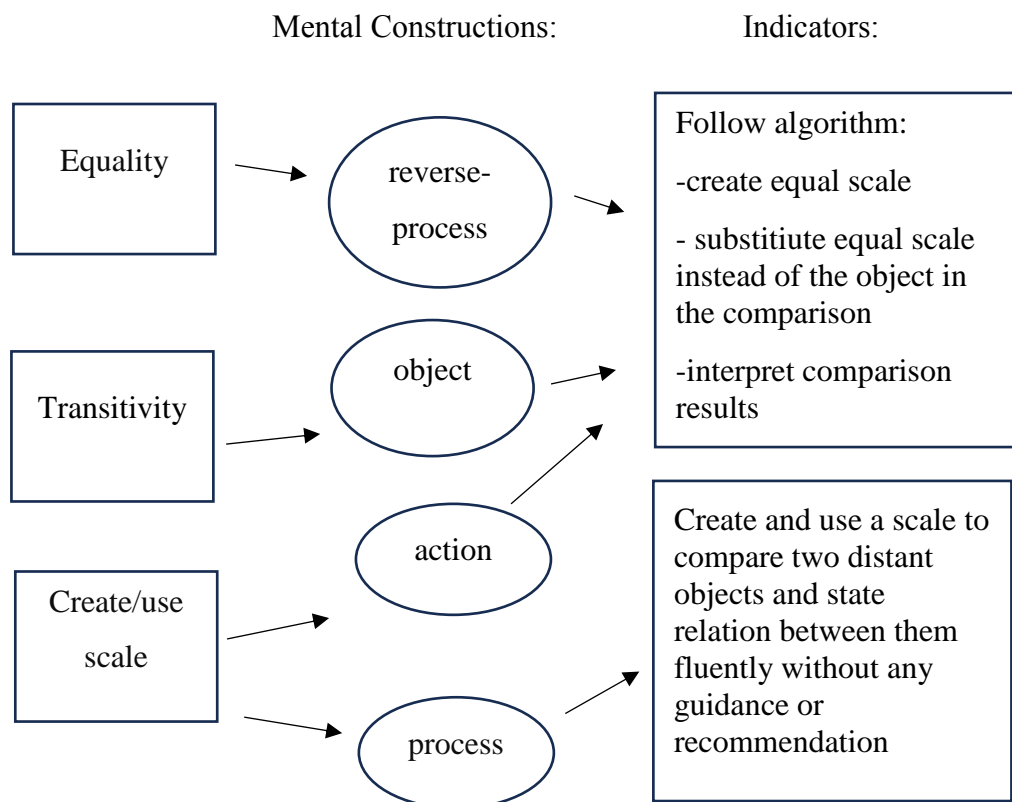 Mental Constructions:
Indicators:
Equality
reverse-
process
Follow algorithm:
-create equal scale
- substitiute equal scale
instead of the object in
the comparison
-interpret comparison
results
Transitivity
object
Create/use
scale
action
process
Create and use a scale to
compare two distant
objects and state
relation between them
fluently without any
guidance or
recommendation